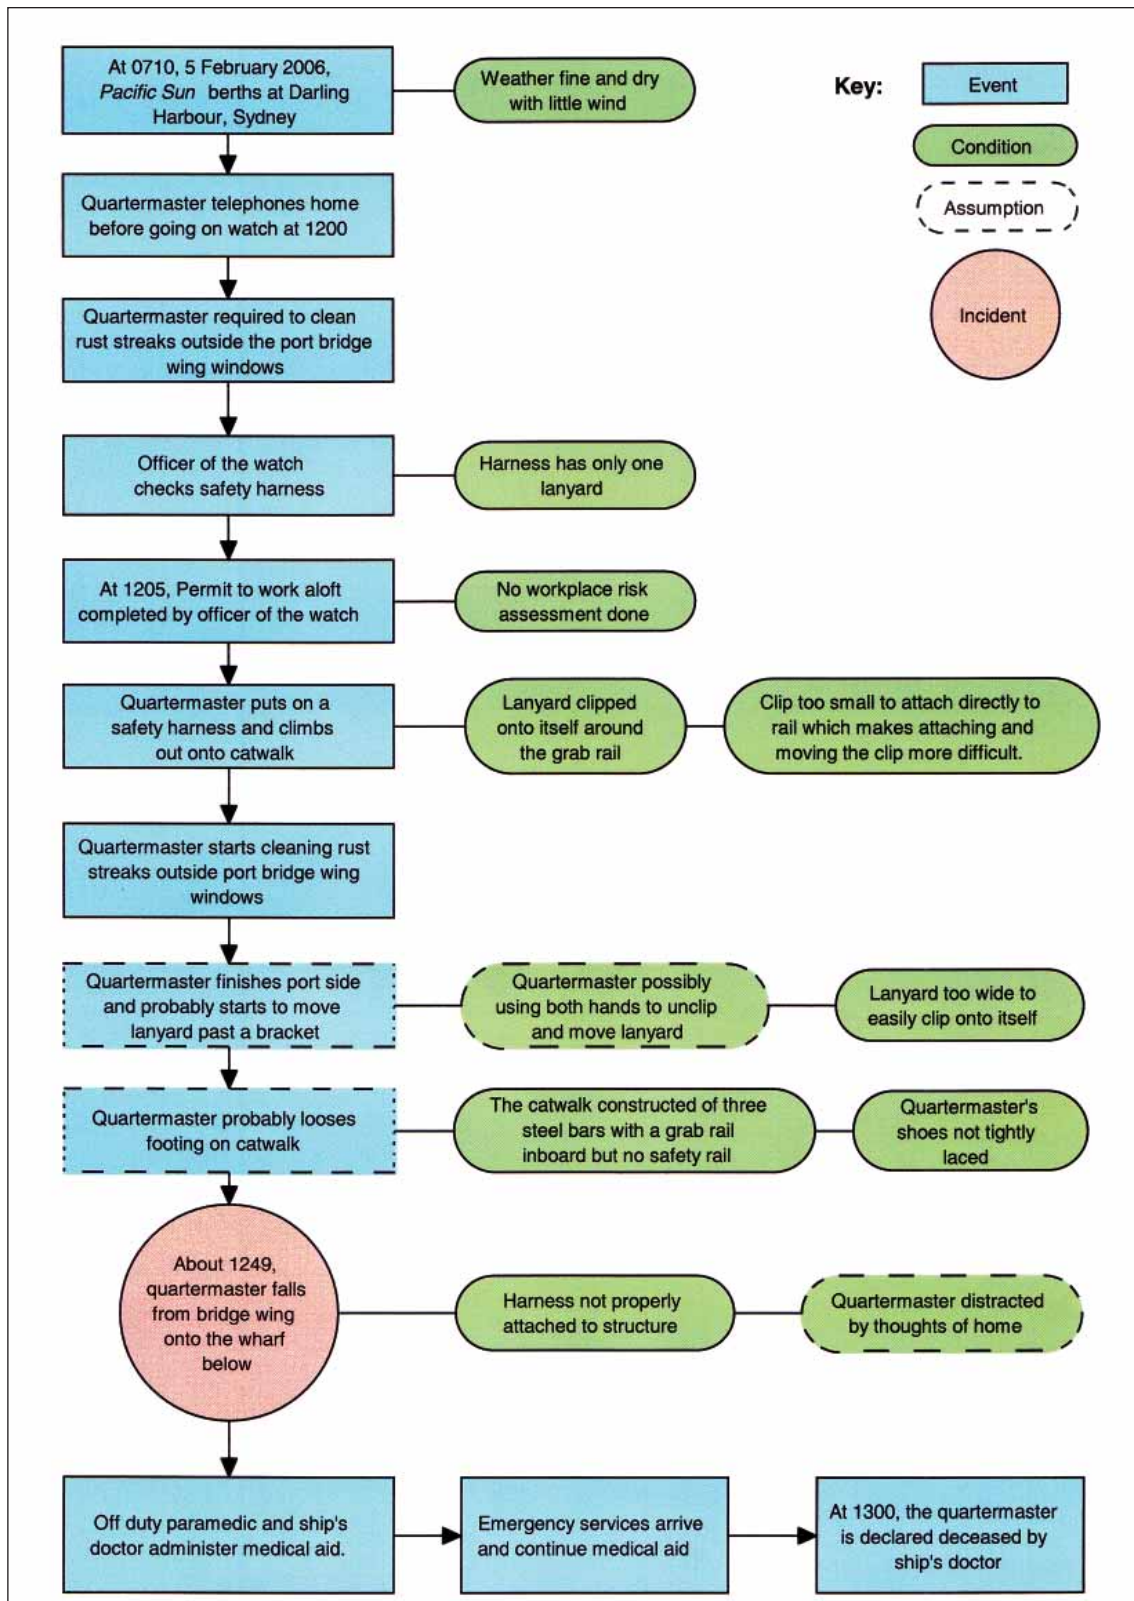 At 0710, 5 February 2006,
Pacific Sun berths at Darling
Harbour, Sydney
Weather fine and dry
with little wind
Key:
Event
Condition
Assumption
Incident
Quartermaster telephones home
before going on watch at 1200
Quartermaster required to clean
rust streaks outside the port bridge
wing windows
Officer of the watch
checks safety harness
Harness has only one
lanyard
At 1205, Permit to work aloft
completed by officer of the watch
No workplace risk
assessment done
Quartermaster puts on a
safety harness and climbs
out onto catwalk
Lanyard clipped
onto itself around
the grab rail
Clip too small to attach directly to
rail which makes attaching and
moving the clip more difficult.
Quartermaster starts cleaning rust
streaks outside port bridge wing
windows
Quartermaster finishes port side
and probably starts to move
lanyard past a bracket
Quartermaster possibly
using both hands to unclip
and move lanyard
Lanyard too wide to
easily clip onto itself
Quartermaster probably looses
footing on catwalk
The catwalk constructed of three
steel bars with a grab rail
inboard but no safety rail
Quartermaster's
shoes not tightly
laced
About 1249,
quartermaster falls
from bridge wing
onto the wharf
below
Harness not properly
attached to structure
Quartermaster distracted
by thoughts of home
Off duty paramedic and ship's
doctor administer medical aid.
Emergency services arrive
and continue medical aid
At 1300, the quartermaster
is declared deceased by
ship's doctor